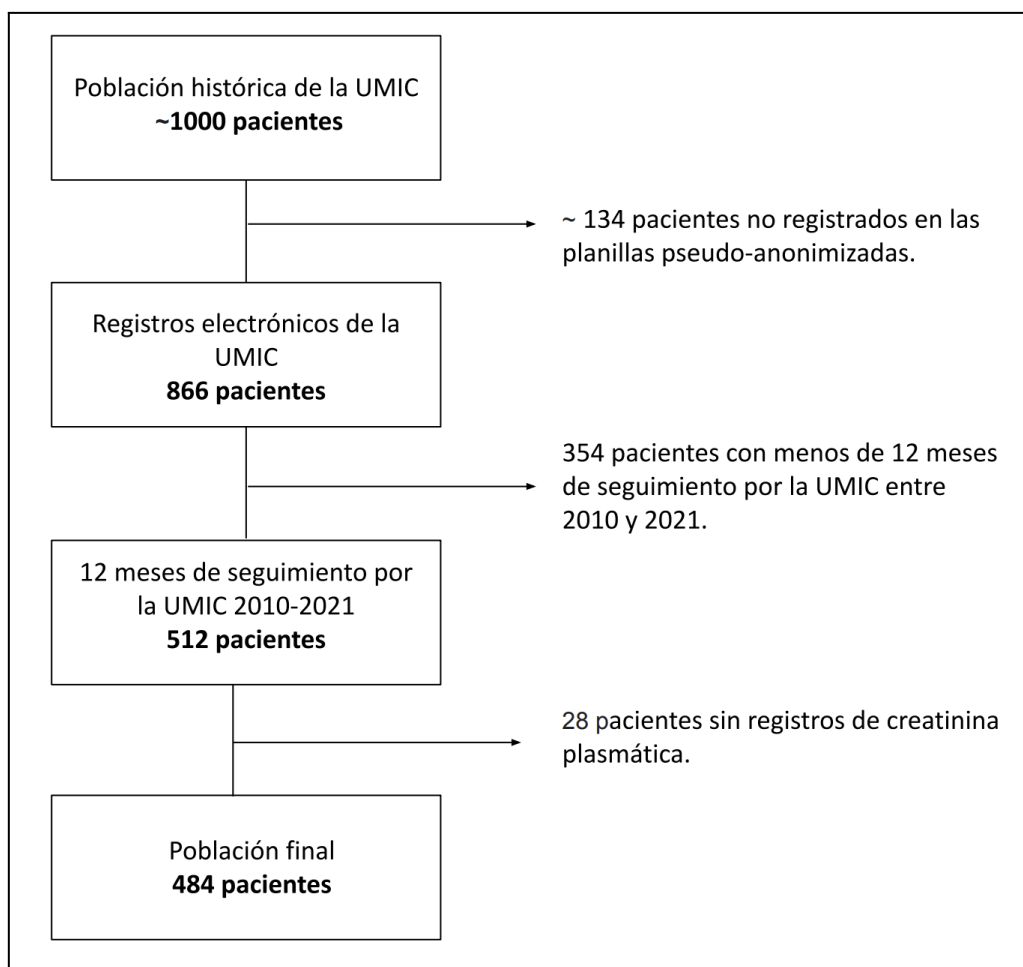 Población histórica de la UMIC
~1000 pacientes
~ 134 pacientes no registrados en las
planillas pseudo-anonimizadas.
Registros electrónicos de la
UMIC
866 pacientes
354 pacientes con menos de 12 meses
de seguimiento por la UMIC entre
2010 y 2021.
12 meses de seguimiento por
la UMIC 2010-2021
512 pacientes
28 pacientes sin registros de creatinina
plasmática.
Población final
484 pacientes